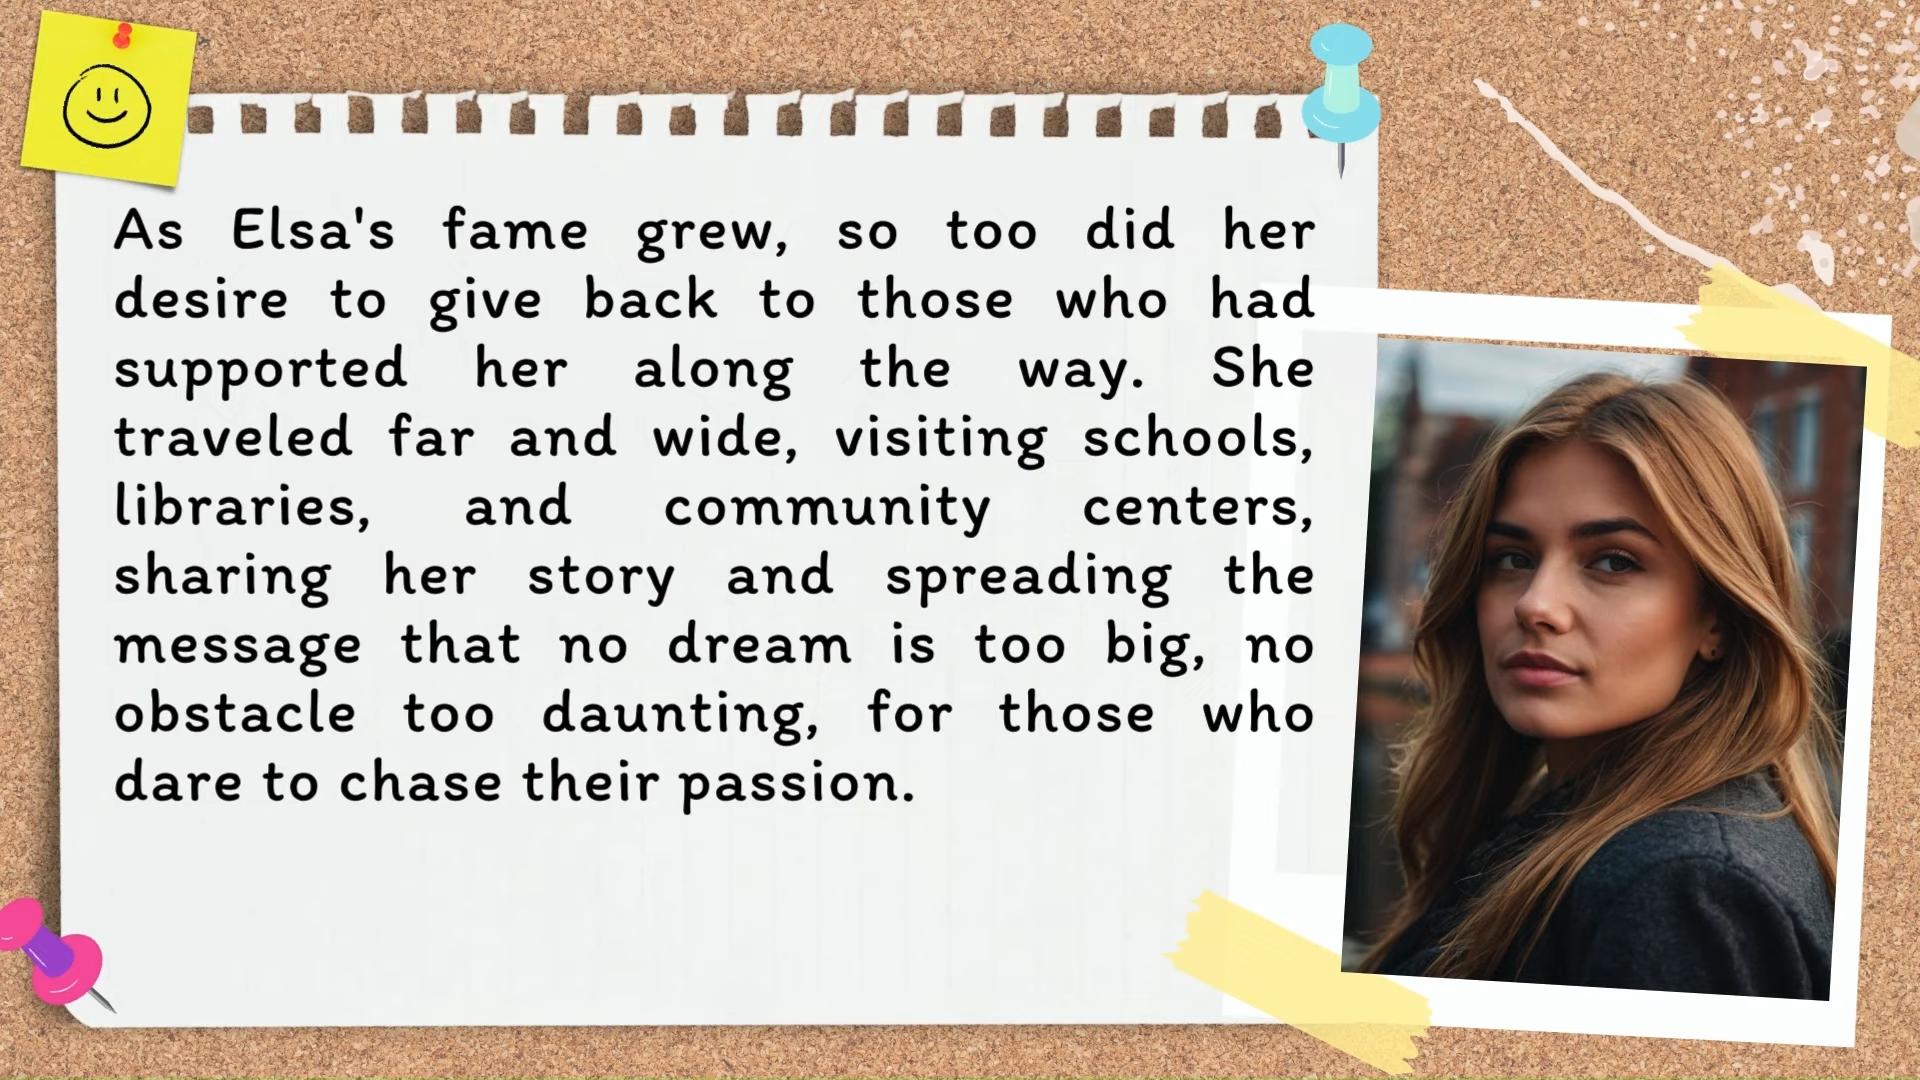 As Elsa's fame grew, so too did her
desire to give back to those who had
supported her along the way. She
traveled far and wide, visiting schools,
libraries, and community centers,
sharing her story and spreading the
message that no dream is too big, no
obstacle too daunting, for those who
dare to chase their passion.